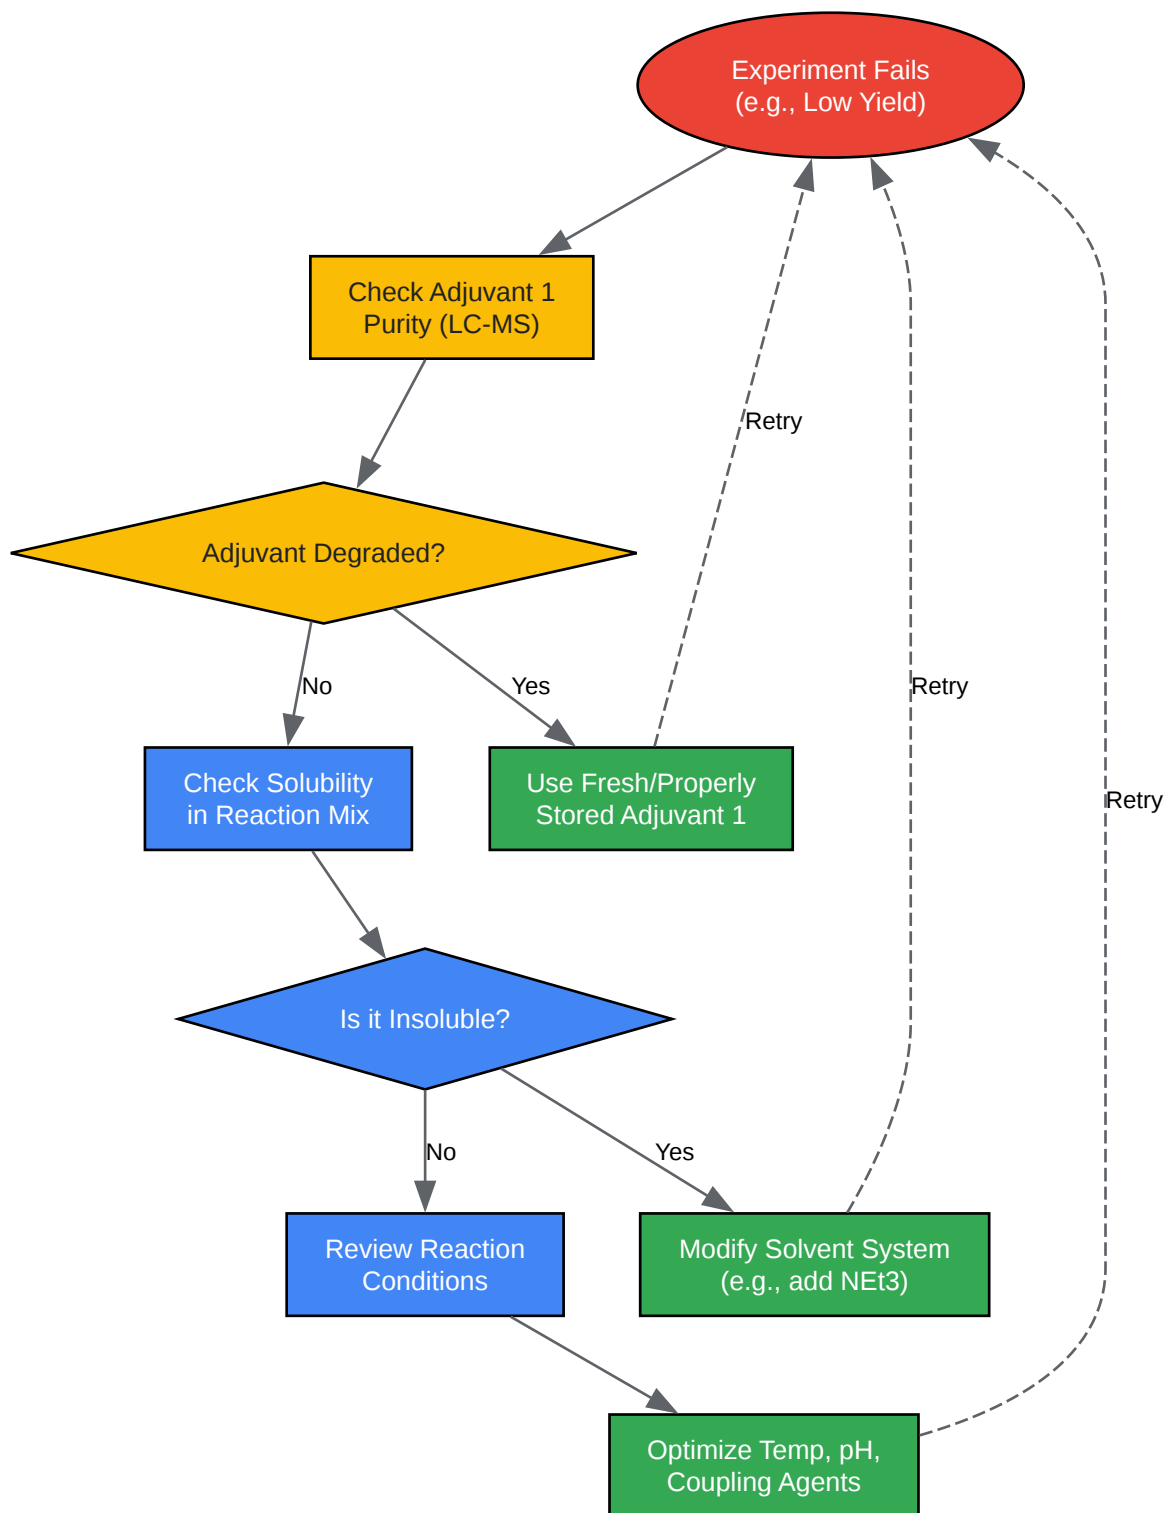 Experiment Fails
(e.g., Low Yield)
Check Adjuvant 1
Purity (LC-MS)
Retry
Adjuvant Degraded?
No
Yes
Retry
Check Solubility
in Reaction Mix
Use Fresh/Properly
Stored Adjuvant 1
Retry
Is it Insoluble?
No
Yes
Review Reaction
Conditions
Modify Solvent System
(e.g., add NEt3)
Optimize Temp, pH,
Coupling Agents